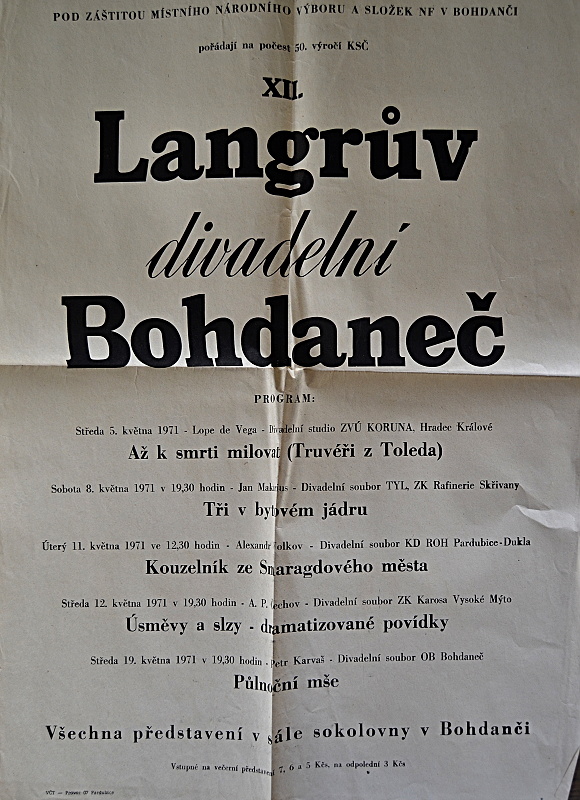 POD ZÁŠTITOU MÍSTNÍHO NÁRODNÍHO VÝBORU A SLOŽEK NF V BOHDANČI
pořádají na počest 50. výročí KSČ
XII.
Langrův
divadelní
Bohdaneč
PROGRAM:
Středa 5. května 1971 - Lope de Vega - Divadelní studio ZVÚ KORUNA, Hradec Králové
Až k smrti milovat (Truvéři z Toleda)
Sobota 8. května 1971 v 19,30 hodin - Jan Makarius - Divadelní soubor TYL, ZK Rafinerie Skřivany
Tři v bytovém jádru
Úterý 11. května 1971 ve 12,30 hodin - Alexandr Volkov - Divadelní soubor KD ROH Pardubice-Dukla
Kouzelník ze Smaragdového města
Středa 12. května 1971 v 19,30 hodin - A. P. Čechov - Divadelní soubor ZK Karosa Vysoké Mýto
Úsměvy a slzy - dramatizované povídky
Středa 19. května 1971 v 19,30 hodin - Petr Karvaš - Divadelní soubor OB Bohdaneč
Půlnoční mše
Všechna představení v sále sokolovny v Bohdanči
Vstupné na večerní představení 7, 6 a 5 Kčs, na odpolední 3 Kčs
VČT — Provoz 07 Pardubice